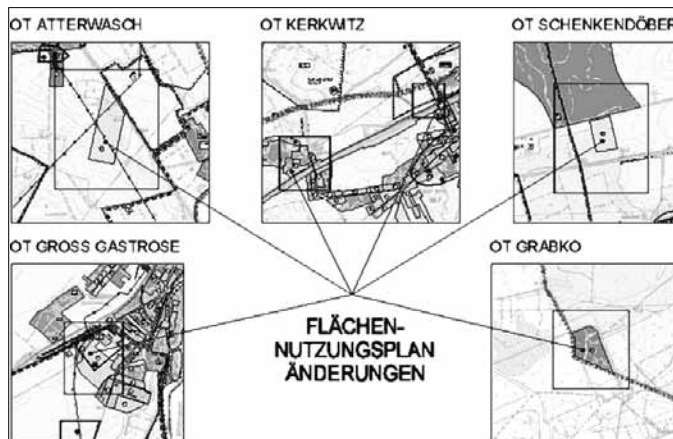 OT ATTERWASCH
OT KERKWITZ
OT SCHENKENDÖBER
OT GROSS GASTROSE
OT GRABKO
FLÄCHEN-
NUTZUNGSPLAN
ÄNDERUNGEN